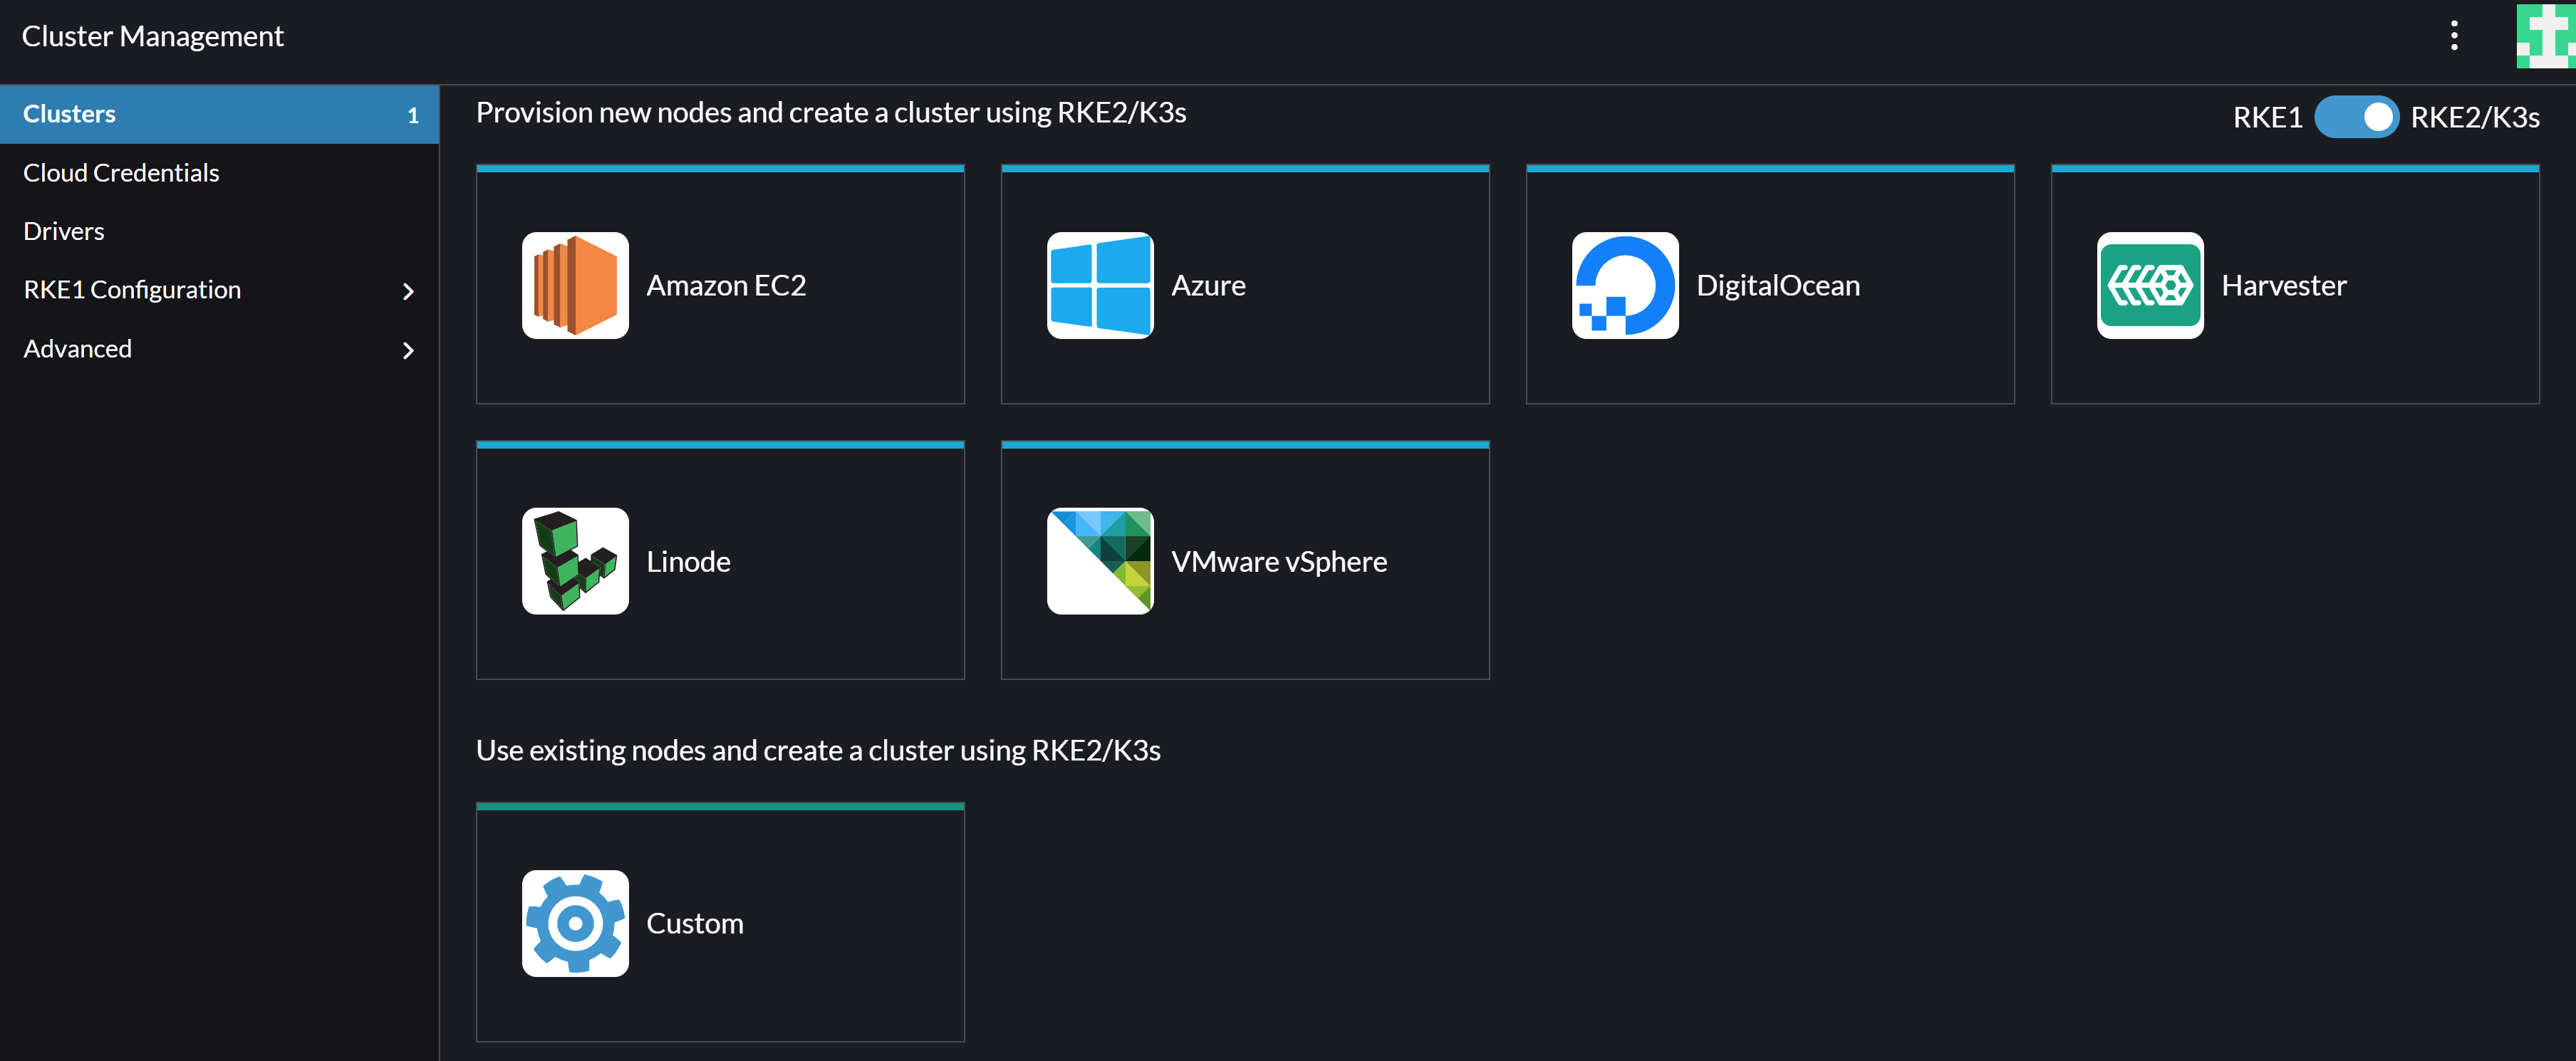 Cluster Management
Clusters 1
Cloud Credentials
Drivers
RKE1 Configuration
Advanced
Provision new nodes and create a cluster using RKE2/K3s
RKE1 RKE2/K3s
Amazon EC2
Azure
DigitalOcean
Harvester
Linode
VMware vSphere
Use existing nodes and create a cluster using RKE2/K3s
Custom